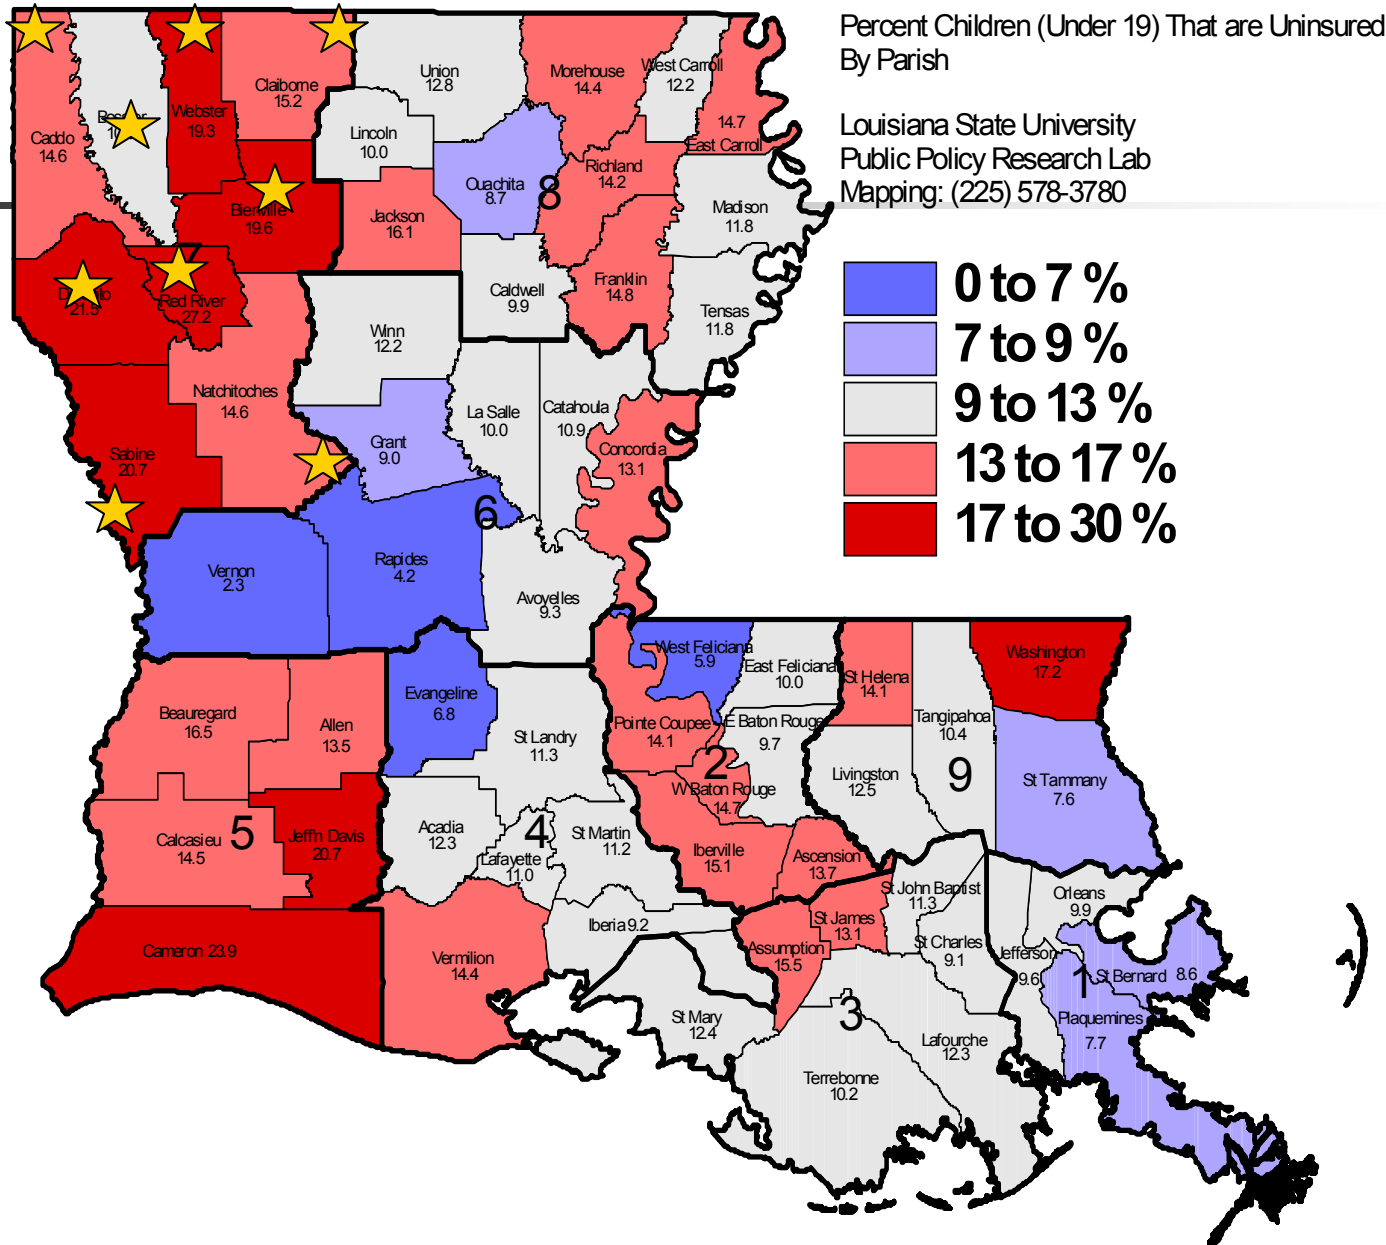 Percent Children (Under 19) That are Uninsured
By Parish
Louisiana State University
Public Policy Research Lab
Mapping: (225) 578-3780
0 to 7 %
7 to 9 %
9 to 13 %
13 to 17 %
17 to 30 %
Caddo
14.6
Webster
19.3
Claiborne
15.2
Union
12.8
Morehouse
14.4
West Carroll
12.2
14.7
East Carroll
Lincoln
10.0
Ouachita
8.7
8
Richland
14.2
Madison
11.8
Bienville
19.6
Jackson
16.1
7
21.5
Red River
27.2
Caldwell
9.9
Franklin
14.8
Tensas
11.8
Winn
12.2
Natchitoches
14.6
Grant
9.0
La Salle
10.0
Catahoula
10.9
Concordia
13.1
Sabine
20.7
6
Vernon
2.3
Rapides
4.2
Avoyelles
9.3
West Feliciana
5.9
East Feliciana
10.0
St Helena
14.1
Washington
17.2
Evangeline
6.8
Beauregard
16.5
Allen
13.5
St Landry
11.3
Pointe Coupee
14.1
E Baton Rouge
9.7
Tangipahoa
10.4
2
W Baton Rouge
14.7
Livingston
12.5
9
St Tammany
7.6
Calcasieu
14.5
5
Jeff'n Davis
20.7
Acadia
12.3
4
Lafayette
11.0
St Martin
11.2
Iberville
15.1
Ascension
13.7
St John Baptist
11.3
Orleans
9.9
Iberia 9.2
St James
13.1
Assumption
15.5
St Charles
9.1
Jefferson
9.6
1
St Bernard 8.6
Cameron 23.9
Vermilion
14.4
St Mary
12.4
3
Plaquemines
7.7
Lafourche
12.3
Terrebonne
10.2